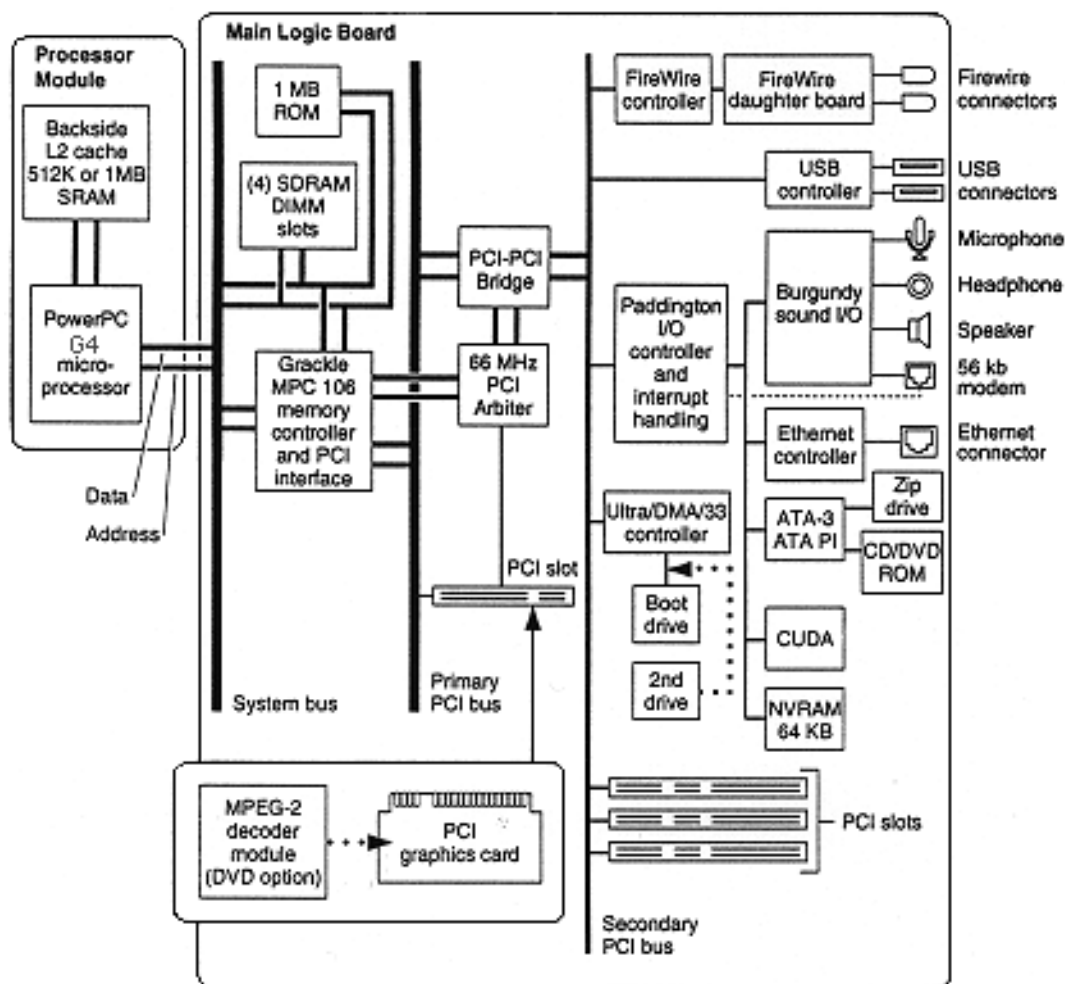 Main Logic Board
Processor
Module
Backside
L2 cache
512K or 1MB
SRAM
PowerPC
G4
micro-
processor
Data
Address
1 MB
ROM
(4) SDRAM
DIMM
slots
Grackle
MPC 106
memory
controller
and PCI
interface
System bus
PCI-PCI
Bridge
66 MHz
PCI
Arbiter
PCI slot
Primary
PCI bus
MPEG-2
decoder
module
(DVD option)
PCI
graphics card
FireWire
controller
FireWire
daughter board
Firewire
connectors
USB
controller
USB
connectors
Paddington
I/O
controller
and
interrupt
handling
Burgundy
sound I/O
Microphone
Headphone
Speaker
56 kb
modem
Ethernet
controller
Ethernet
connector
Ultra/DMA/33
controller
Boot
drive
2nd
drive
ATA-3
ATA PI
Zip
drive
CD/DVD
ROM
CUDA
NVRAM
64 KB
PCI slots
Secondary
PCI bus